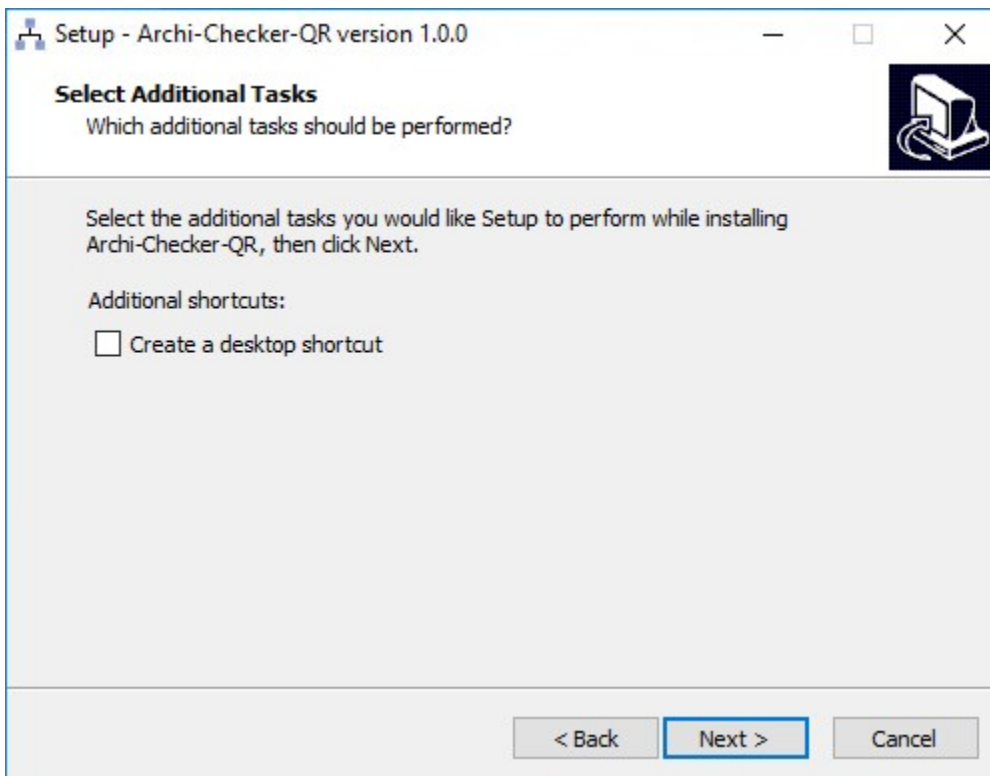 Setup - Archi-Checker-QR version 1.0.0
Select Additional Tasks
Which additional tasks should be performed?
Select the additional tasks you would like Setup to perform while installing
Archi-Checker-QR, then click Next.
Additional shortcuts:
Create a desktop shortcut
< Back Next > Cancel